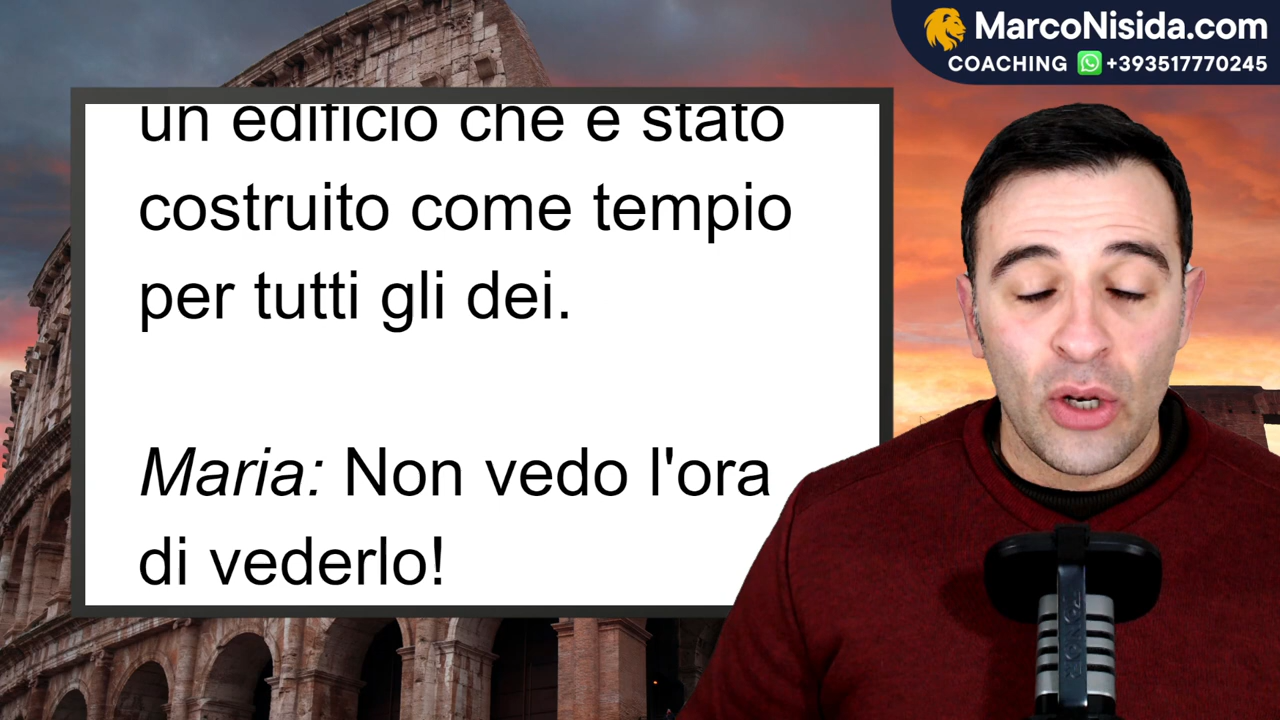 MarcoNisida.com
COACHING +393517770245
un edificio che è stato
costruito come tempio
per tutti gli dei.
Maria: Non vedo l'ora
di vederlo!